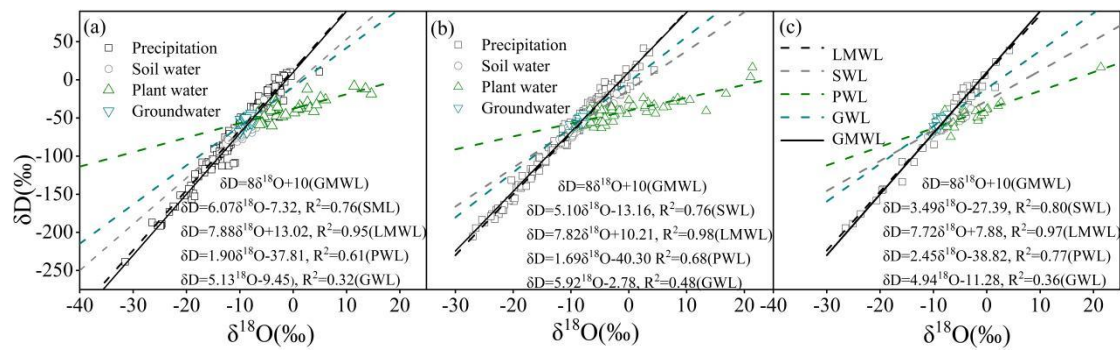 (a)
Precipitation
Soil water
Plant water
Groundwater
δD=8δ¹⁸O+10(GMWL)
δD=6.07δ¹⁸O-7.32, R²=0.76(SML)
δD=7.88δ¹⁸O+13.02, R²=0.95(LMWL)
δD=1.90δ¹⁸O-37.81, R²=0.61(PWL)
δD=5.13δ¹⁸O-9.45), R²=0.32(GWL)
50
0
-50
-100
-150
-200
-250
δD(‰)
-40 -30 -20 -10 0 10 20
δ¹⁸O(‰)
(b)
Precipitation
Soil water
Plant water
Groundwater
δD=8δ¹⁸O+10(GMWL)
δD=5.10δ¹⁸O-13.16, R²=0.76(SWL)
δD=7.82δ¹⁸O+10.21, R²=0.98(LMWL)
δD=1.69δ¹⁸O-40.30 R²=0.68(PWL)
δD=5.92δ¹⁸O-2.78, R²=0.48(GWL)
-30 -20 -10 0 10 20
δ¹⁸O(‰)
(c)
LMWL
SWL
PWL
GWL
GMWL
δD=8δ¹⁸O+10(GMWL)
δD=3.49δ¹⁸O-27.39, R²=0.80(SWL)
δD=7.72δ¹⁸O+7.88, R²=0.97(LMWL)
δD=2.45δ¹⁸O-38.82, R²=0.77(PWL)
δD=4.94δ¹⁸O-11.28, R²=0.36(GWL)
-40 -30 -20 -10 0 10 20
δ¹⁸O(‰)